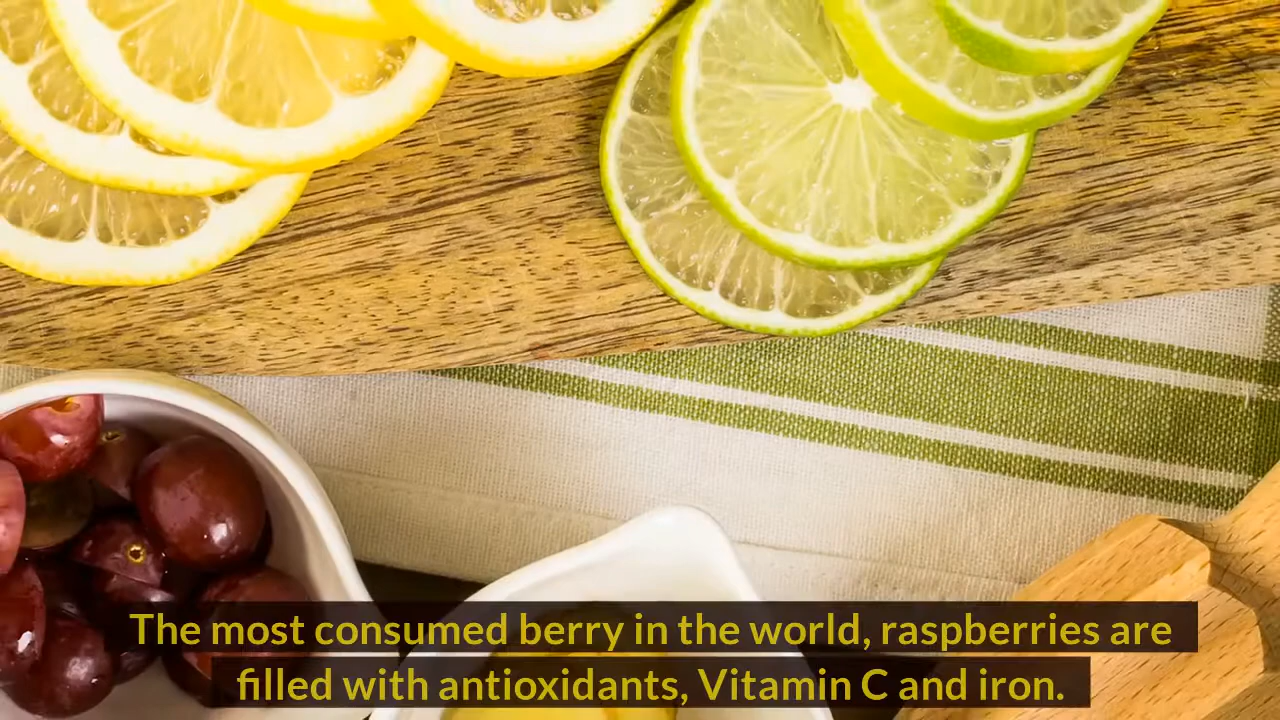 The most consumed berry in the world, raspberries are
filled with antioxidants, Vitamin C and iron.